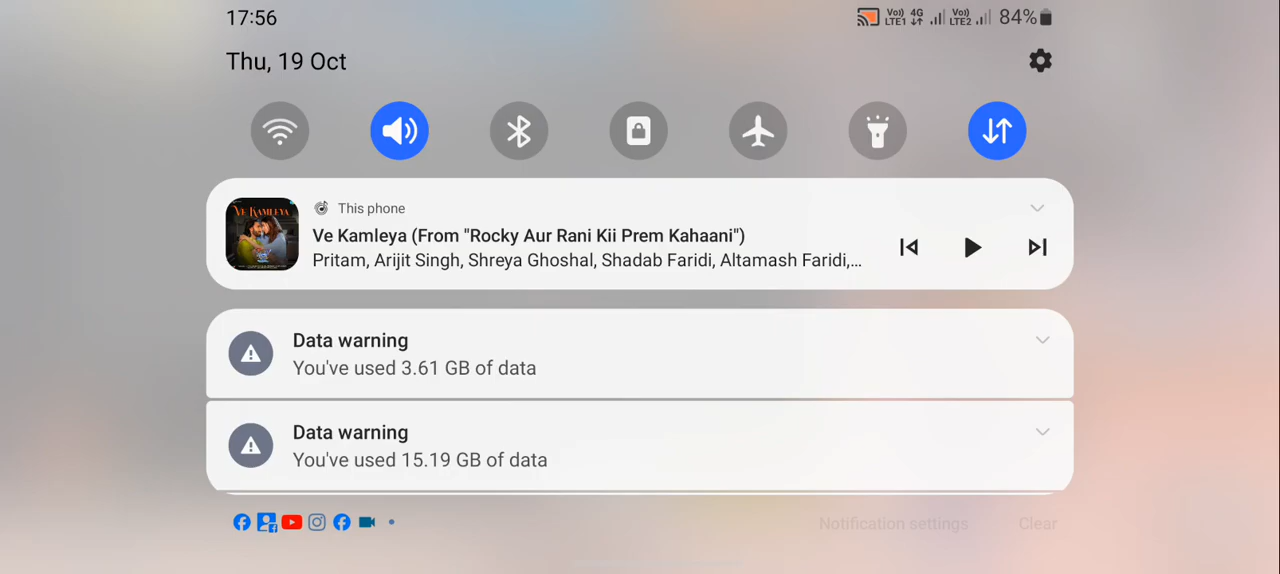 17:56
Vo) LTE1 4G Vo) LTE2 84%
Thu, 19 Oct
VE KAMLEYA
This phone
Ve Kamleya (From "Rocky Aur Rani Kii Prem Kahaani")
Pritam, Arijit Singh, Shreya Ghoshal, Shadab Faridi, Altamash Faridi,...
Data warning
You've used 3.61 GB of data
Data warning
You've used 15.19 GB of data
Notification settings Clear